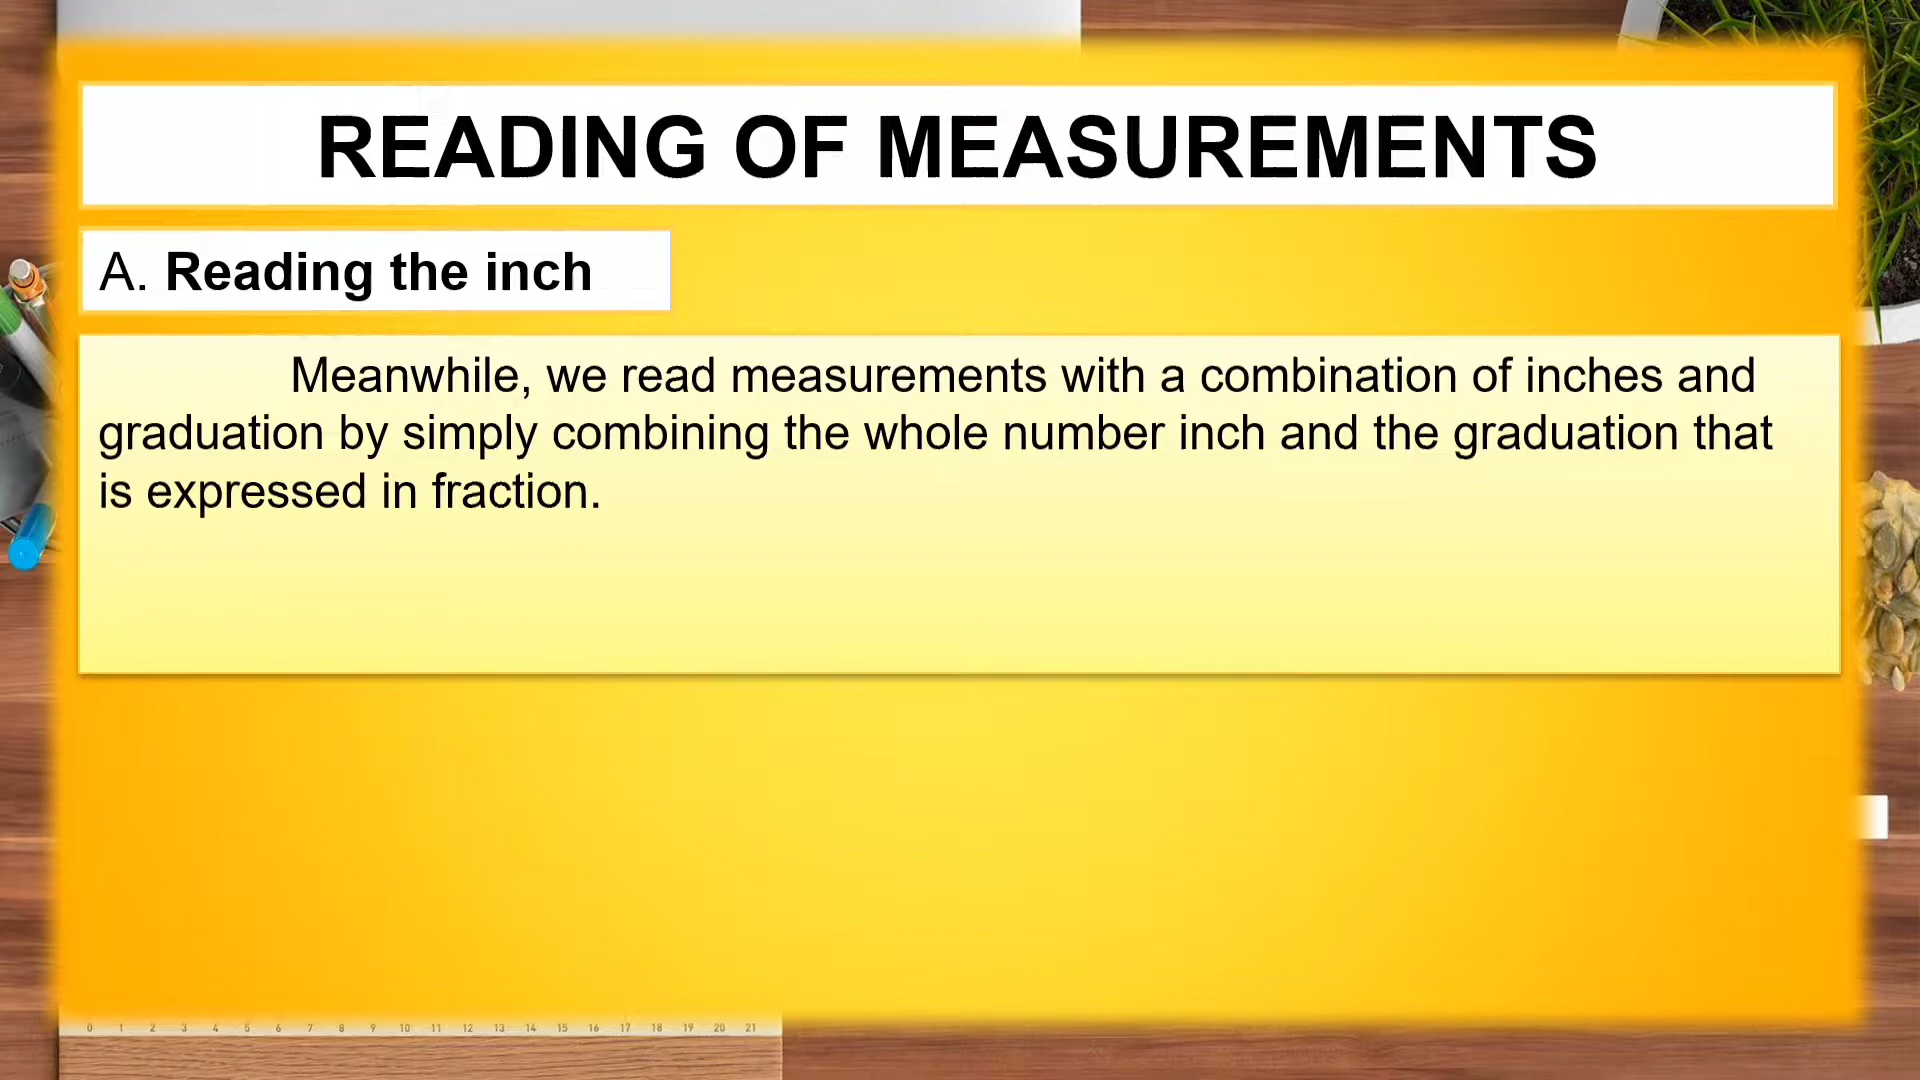 READING OF MEASUREMENTS
A. Reading the inch
Meanwhile, we read measurements with a combination of inches and
graduation by simply combining the whole number inch and the graduation that
is expressed in fraction.
0 1 2 3 4 5 6 7 8 9 10 11 12 13 14 15 16 17 18 19 20 21